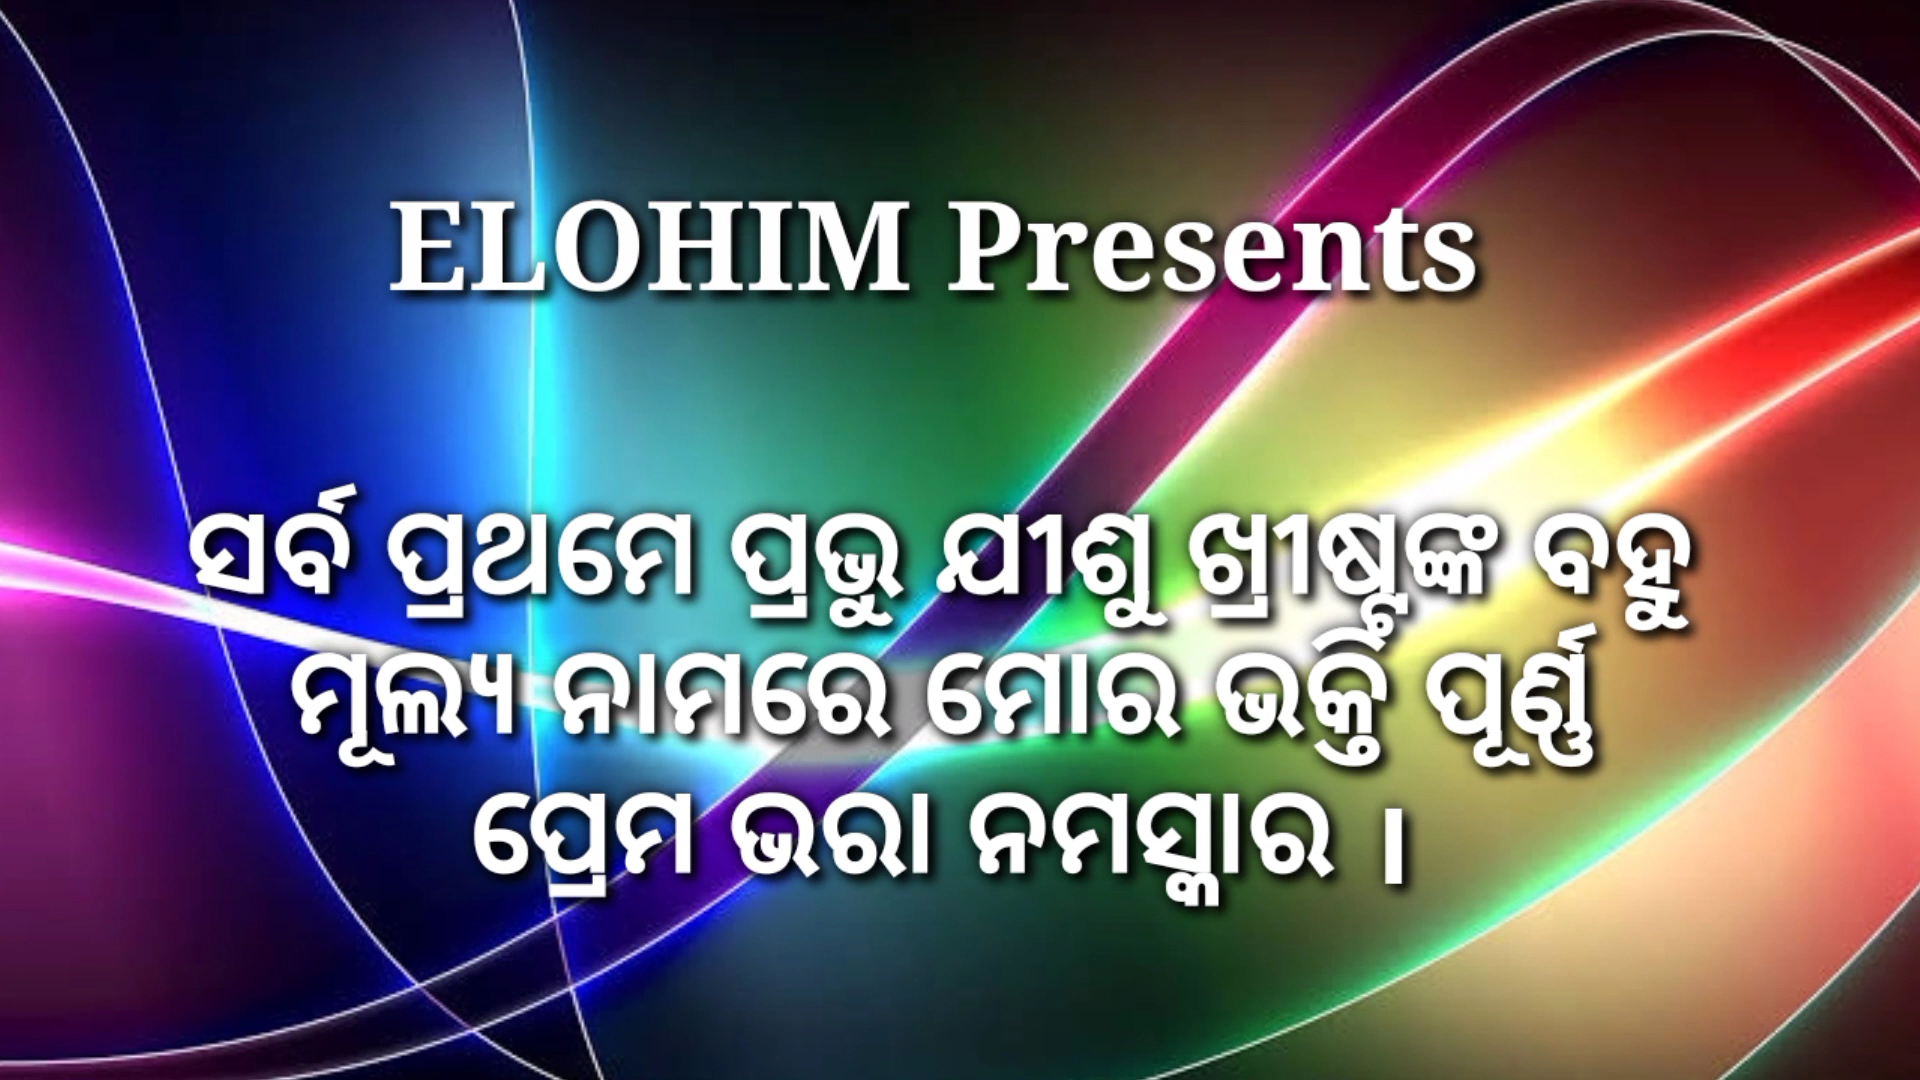 ELOHIM Presents
ସର୍ବ ପ୍ରଥମେ ପ୍ରଭୁ ଯୀଶୁ ଖ୍ରୀଷ୍ଟଙ୍କ ବହୁ
ମୂଲ୍ୟ ନାମରେ ମୋର ଭକ୍ତି ପୂର୍ଣ୍ଣ
ପ୍ରେମ ଭରା ନମସ୍କାର ।